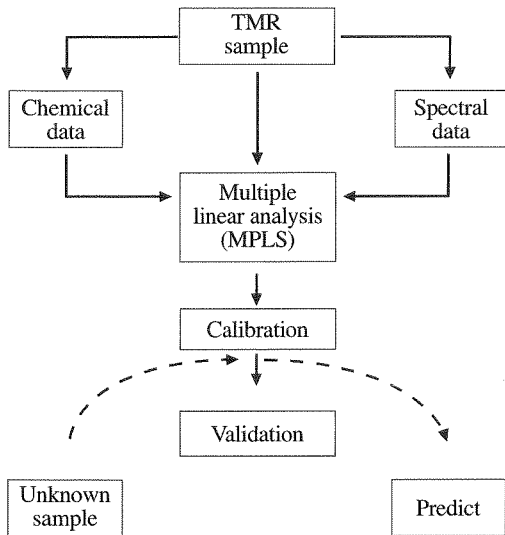 TMR
sample
Chemical
data
Spectral
data
Multiple
linear analysis
(MPLS)
Calibration
Validation
Unknown
sample
Predict